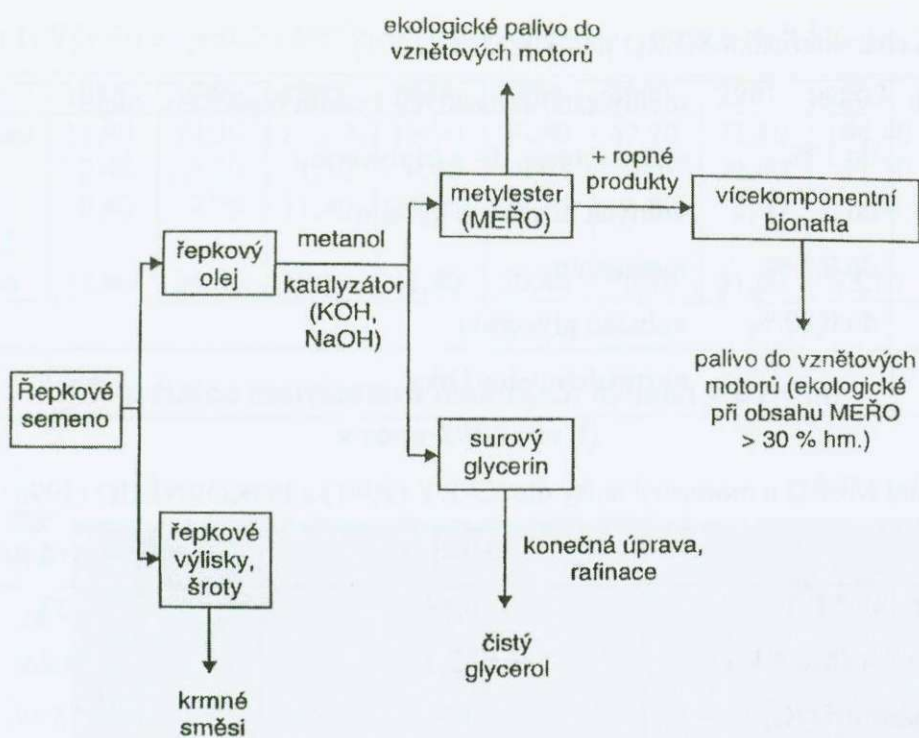 ekologické palivo do
vznětových motorů
+ ropné
produkty
metylester
(MEŘO)
vícekomponentní
bionafta
řepkový
olej
metanol
katalyzátor
(KOH,
NaOH)
palivo do vznětových
motorů (ekologické
při obsahu MEŘO
> 30 % hm.)
Řepkové
semeno
surový
glycerin
řepkové
výlisky,
šroty
konečná úprava,
rafinace
čistý
glycerol
krmné
směsi